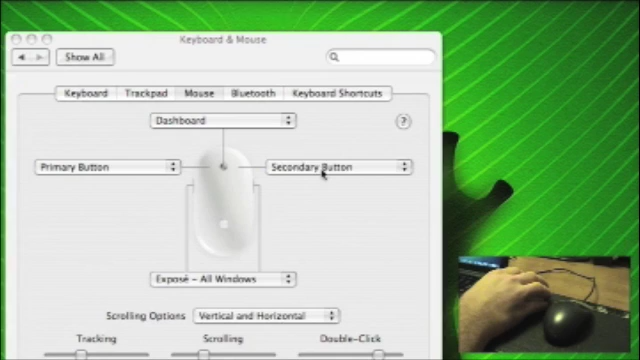 Keyboard & Mouse
Show All
Keyboard Trackpad Mouse Bluetooth Keyboard Shortcuts
Dashboard ?
Primary Button Secondary Button
Exposé - All Windows
Scrolling Options Vertical and Horizontal
Tracking Scrolling Double-Click